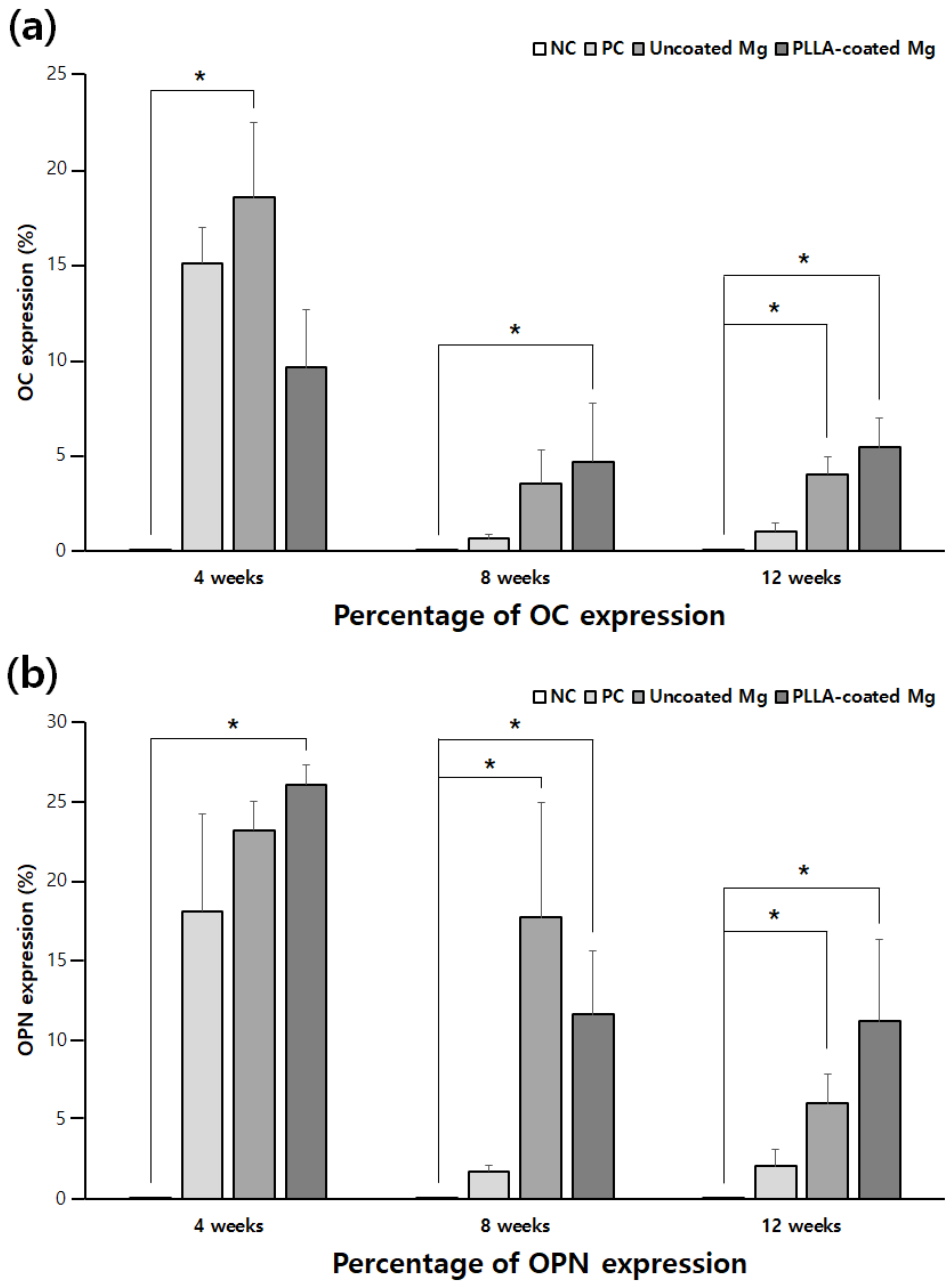 (a)
NC PC Uncoated Mg PLLA-coated Mg
25
20
15
10
5
0
OC expression (%)
*
*
*
*
4 weeks 8 weeks 12 weeks
Percentage of OC expression
(b)
NC PC Uncoated Mg PLLA-coated Mg
30
25
20
15
10
5
0
OPN expression (%)
*
*
*
*
*
4 weeks 8 weeks 12 weeks
Percentage of OPN expression